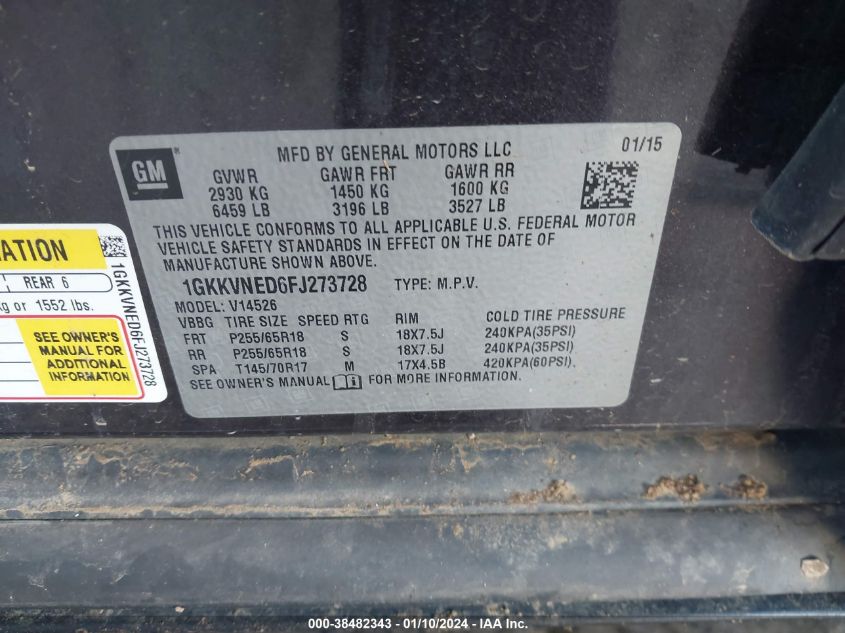 GM
MFD BY GENERAL MOTORS LLC
01/15
GVWR GAWR FRT GAWR RR
2930 KG 1450 KG 1600 KG
6459 LB 3196 LB 3527 LB
THIS VEHICLE CONFORMS TO ALL APPLICABLE U.S. FEDERAL MOTOR
VEHICLE SAFETY STANDARDS IN EFFECT ON THE DATE OF
MANUFACTURE SHOWN ABOVE.
1GKKVNED6FJ273728 TYPE: M.P.V.
MODEL: V14526
VBBG TIRE SIZE SPEED RTG RIM COLD TIRE PRESSURE
FRT P255/65R18 S 18X7.5J 240KPA(35PSI)
RR P255/65R18 S 18X7.5J 240KPA(35PSI)
SPA T145/70R17 M 17X4.5B 420KPA(60PSI)
SEE OWNER'S MANUAL FOR MORE INFORMATION.
REAR 6
kg or 1552 lbs.
SEE OWNER'S
MANUAL FOR
ADDITIONAL
INFORMATION
1GKKVNED6FJ273728
000-38482343 - 01/10/2024 - IAA Inc.